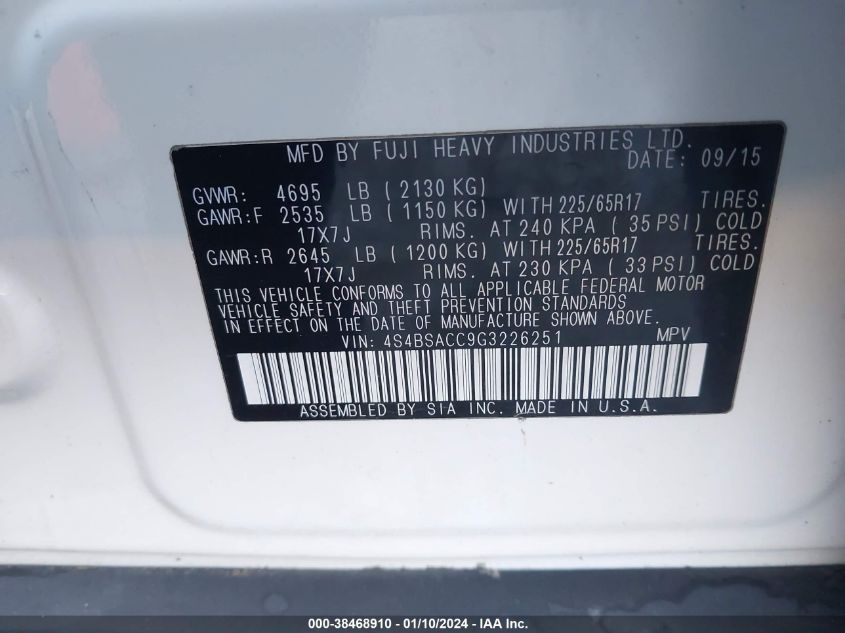 MFD BY FUJI HEAVY INDUSTRIES LTD.
DATE: 09/15
GVWR: 4695 LB ( 2130 KG)
GAWR:F 2535 LB ( 1150 KG) WITH 225/65R17 TIRES.
17X7J RIMS. AT 240 KPA ( 35 PSI) COLD
GAWR:R 2645 LB ( 1200 KG) WITH 225/65R17 TIRES.
17X7J RIMS. AT 230 KPA ( 33 PSI) COLD
THIS VEHICLE CONFORMS TO ALL APPLICABLE FEDERAL MOTOR
VEHICLE SAFETY AND THEFT PREVENTION STANDARDS
IN EFFECT ON THE DATE OF MANUFACTURE SHOWN ABOVE.
VIN: 4S4BSACC9G3226251 MPV
ASSEMBLED BY SIA INC. MADE IN U.S.A.
000-38468910 - 01/10/2024 - IAA Inc.